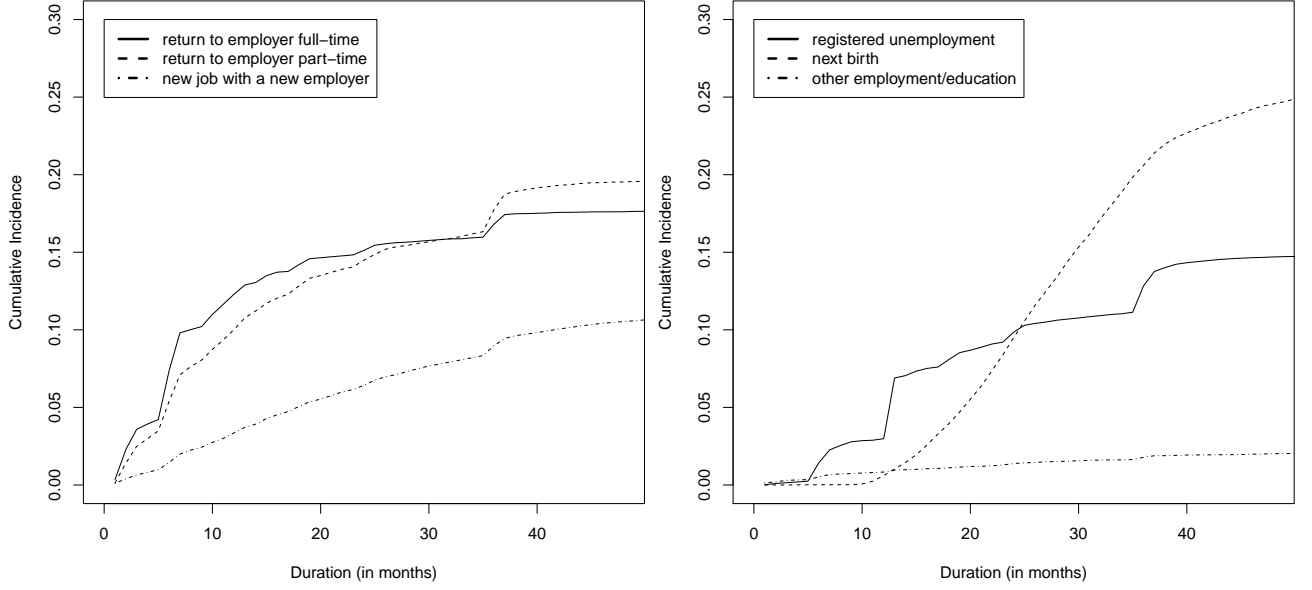 return to employer full−time
return to employer part−time
new job with a new employer
0.00 0.05 0.10 0.15 0.20 0.25 0.30
Cumulative Incidence
0 10 20 30 40
Duration (in months)
registered unemployment
next birth
other employment/education
0.00 0.05 0.10 0.15 0.20 0.25 0.30
Cumulative Incidence
0 10 20 30 40
Duration (in months)